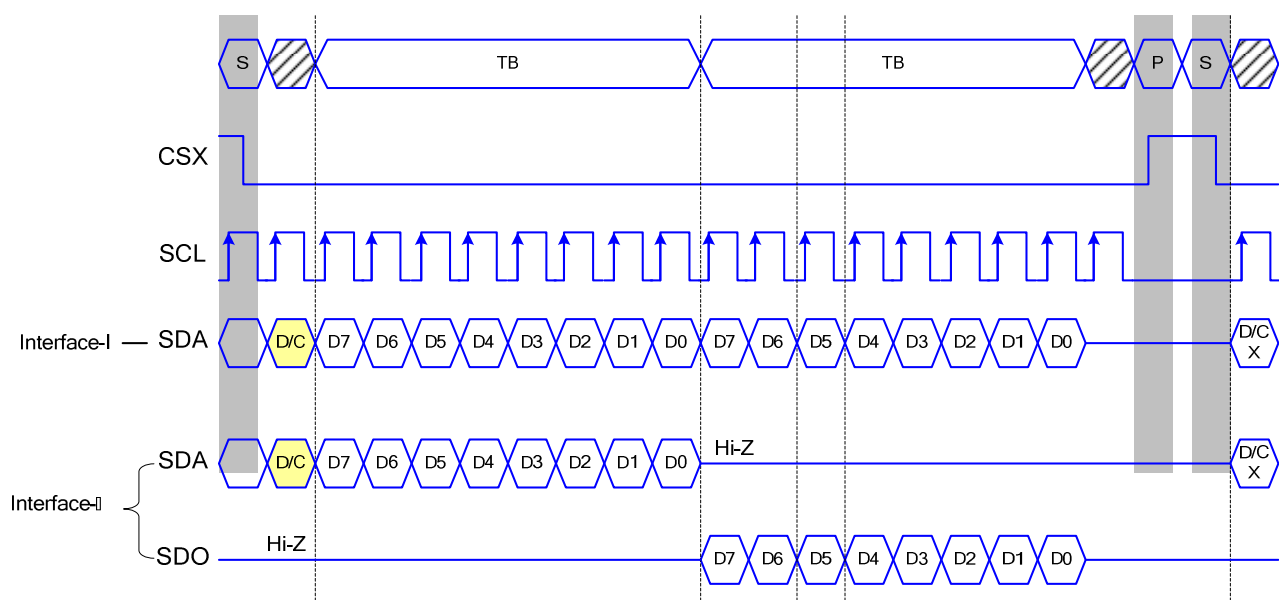 S TB TB P S
CSX
SCL
Interface-I SDA D/C D7 D6 D5 D4 D3 D2 D1 D0 D7 D6 D5 D4 D3 D2 D1 D0 D/C
X
SDA D/C D7 D6 D5 D4 D3 D2 D1 D0 Hi-Z D/C
X
Interface-▯
SDO Hi-Z D7 D6 D5 D4 D3 D2 D1 D0